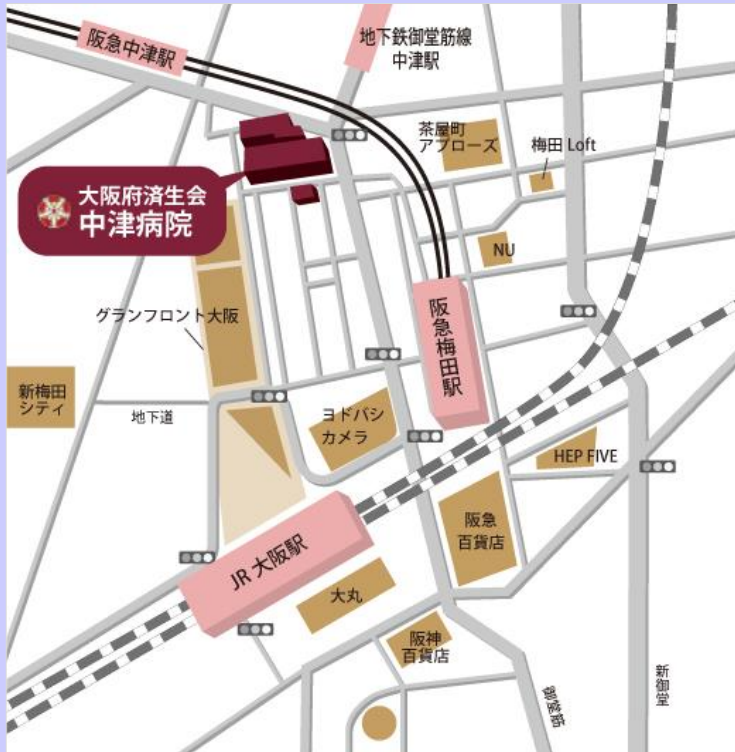 阪急中津駅
地下鉄御堂筋線
中津駅
茶屋町
アプローズ
梅田 Loft
大阪府済生会
中津病院
NU
グランフロント大阪
阪急梅田駅
新梅田
シティ
地下道
ヨドバシ
カメラ
HEP FIVE
阪急
百貨店
JR 大阪駅
大丸
阪神
百貨店
御堂筋
新御堂